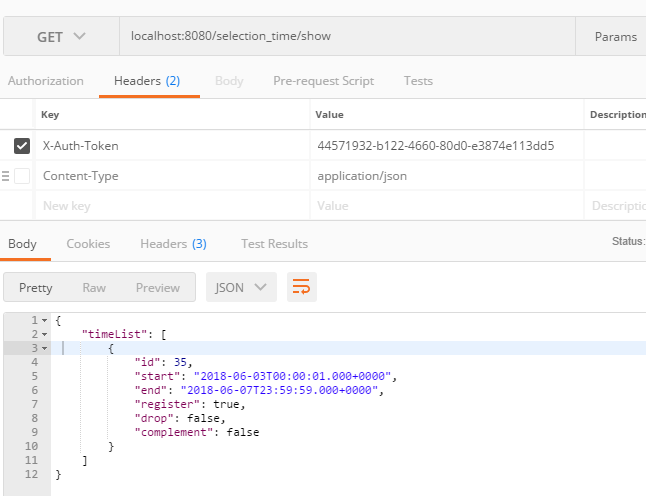 GET localhost:8080/selection_time/show Params
Authorization Headers (2) Body Pre-request Script Tests
Key Value Description
X-Auth-Token 44571932-b122-4660-80d0-e3874e113dd5
Content-Type application/json
New key Value Descriptio
Body Cookies Headers (3) Test Results Status:
Pretty Raw Preview JSON
1 {
2 "timeList": [
3 {
4 "id": 35,
5 "start": "2018-06-03T00:00:01.000+0000",
6 "end": "2018-06-07T23:59:59.000+0000",
7 "register": true,
8 "drop": false,
9 "complement": false
10 }
11 ]
12 }